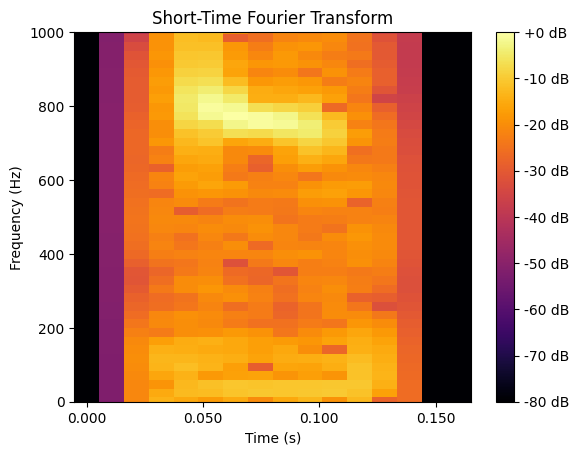 Short-Time Fourier Transform
1000
800
600
400
200
0
Frequency (Hz)
0.000
0.050
0.100
0.150
Time (s)
+0 dB
-10 dB
-20 dB
-30 dB
-40 dB
-50 dB
-60 dB
-70 dB
-80 dB